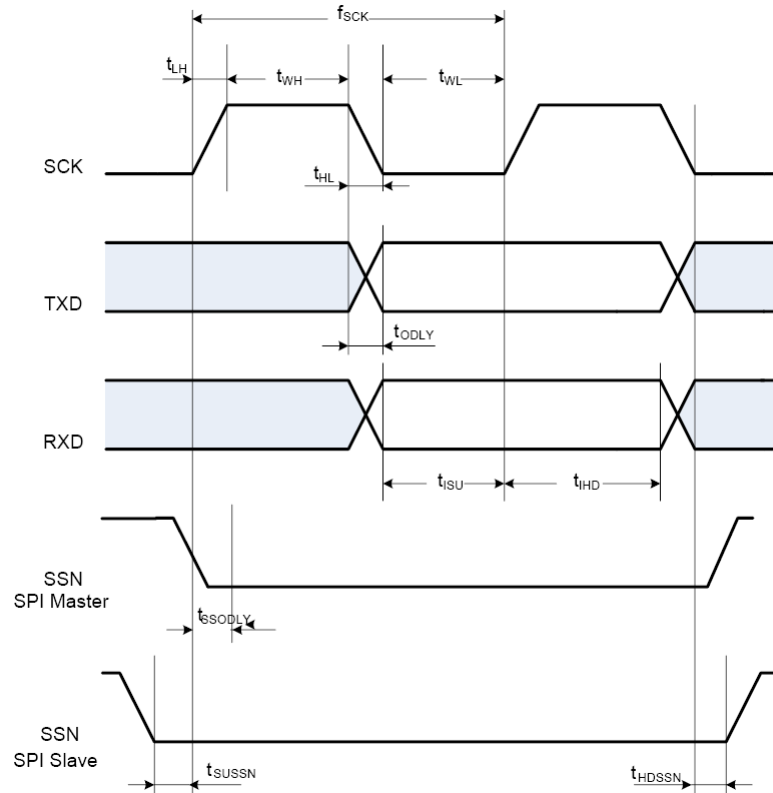 fSCK
tLH
tWH
tWL
SCK
tHL
TXD
tODLY
RXD
tISU
tIHD
SSN
SPI Master
tSSODLY
SSN
SPI Slave
tSUSSN
tHDSSN